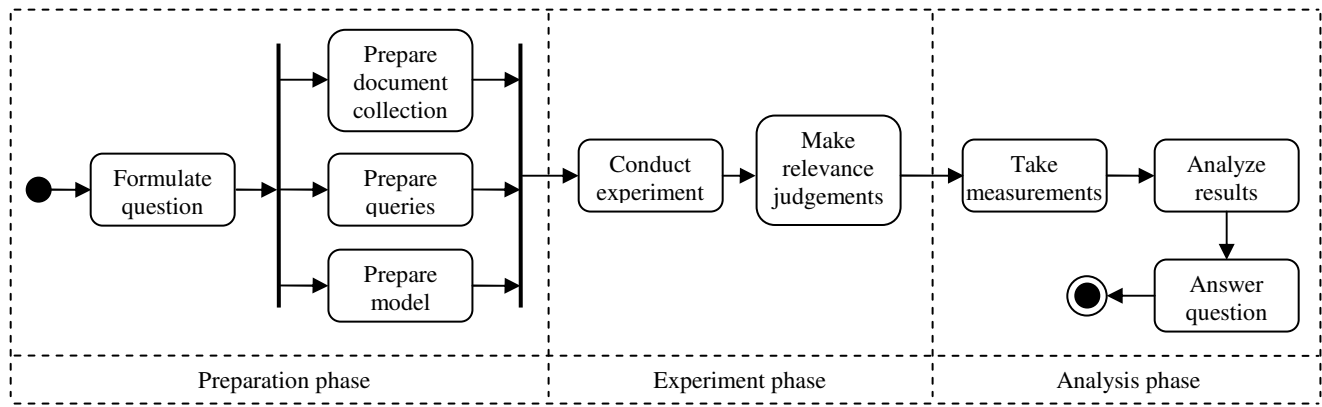 Formulate
question
Prepare
document
collection
Prepare
queries
Prepare
model
Conduct
experiment
Make
relevance
judgements
Take
measurements
Analyze
results
Answer
question
Preparation phase
Experiment phase
Analysis phase